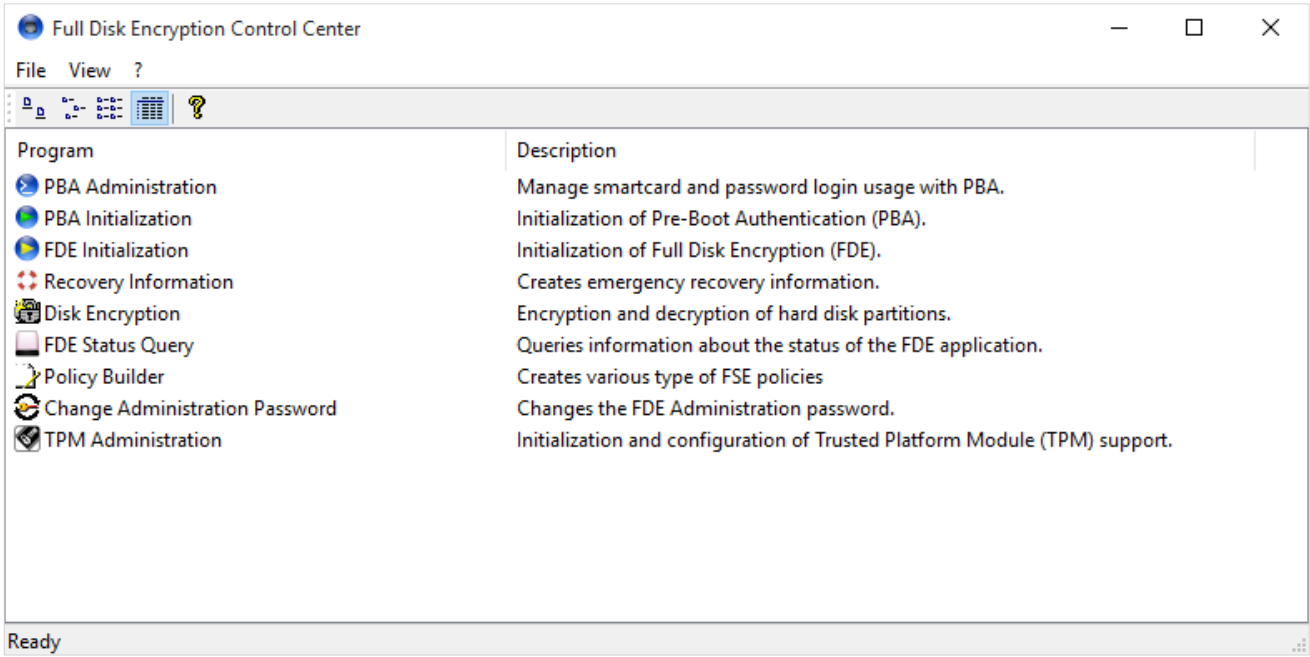 Full Disk Encryption Control Center
File View ?
Program Description
PBA Administration Manage smartcard and password login usage with PBA.
PBA Initialization Initialization of Pre-Boot Authentication (PBA).
FDE Initialization Initialization of Full Disk Encryption (FDE).
Recovery Information Creates emergency recovery information.
Disk Encryption Encryption and decryption of hard disk partitions.
FDE Status Query Queries information about the status of the FDE application.
Policy Builder Creates various type of FSE policies
Change Administration Password Changes the FDE Administration password.
TPM Administration Initialization and configuration of Trusted Platform Module (TPM) support.
Ready